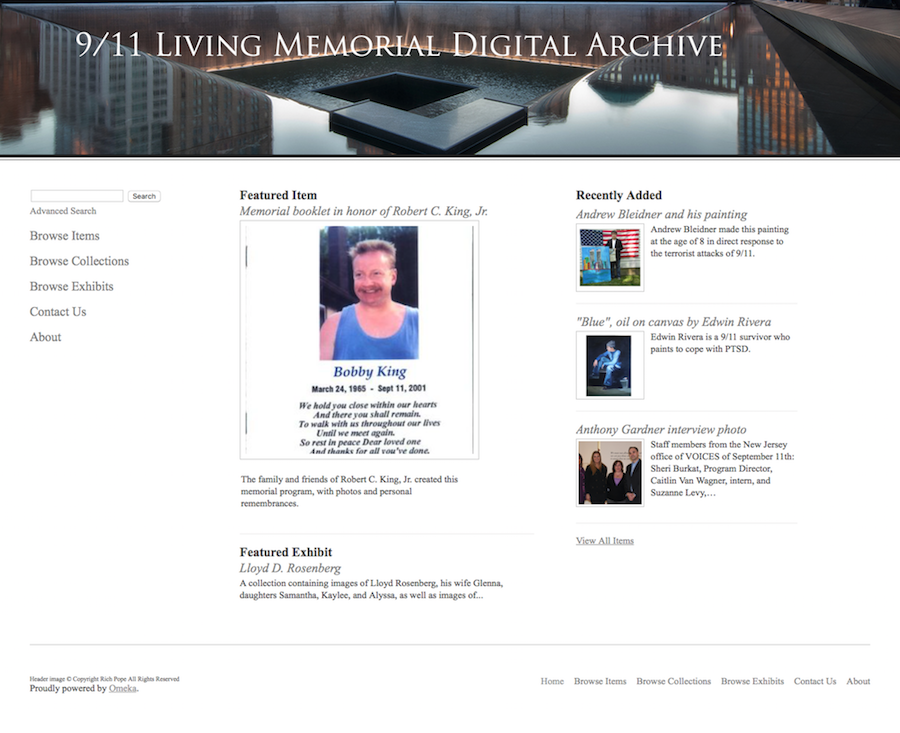 9/11 Living Memorial Digital Archive
Search
Advanced Search
Browse Items
Browse Collections
Browse Exhibits
Contact Us
About
Featured Item
Memorial booklet in honor of Robert C. King, Jr.
Bobby King
March 24, 1965 - Sept 11, 2001
We hold you close within our hearts
And there you shall remain.
To walk with us throughout our lives
Until we meet again.
So rest in peace Dear loved one
And thanks for all you've done.
The family and friends of Robert C. King, Jr. created this
memorial program, with photos and personal
remembrances.
Featured Exhibit
Lloyd D. Rosenberg
A collection containing images of Lloyd Rosenberg, his wife Glenna,
daughters Samantha, Kaylee, and Alyssa, as well as images of...
Recently Added
Andrew Bleidner and his painting
Andrew Bleidner made this painting
at the age of 8 in direct response to
the terrorist attacks of 9/11.
"Blue", oil on canvas by Edwin Rivera
Edwin Rivera is a 9/11 survivor who
paints to cope with PTSD.
Anthony Gardner interview photo
Staff members from the New Jersey
office of VOICES of September 11th:
Sheri Burkat, Program Director,
Caitlin Van Wagner, intern, and
Suzanne Levy,…
View All Items
Header image © Copyright Rich Pope All Rights Reserved
Proudly powered by Omeka.
Home Browse Items Browse Collections Browse Exhibits Contact Us About